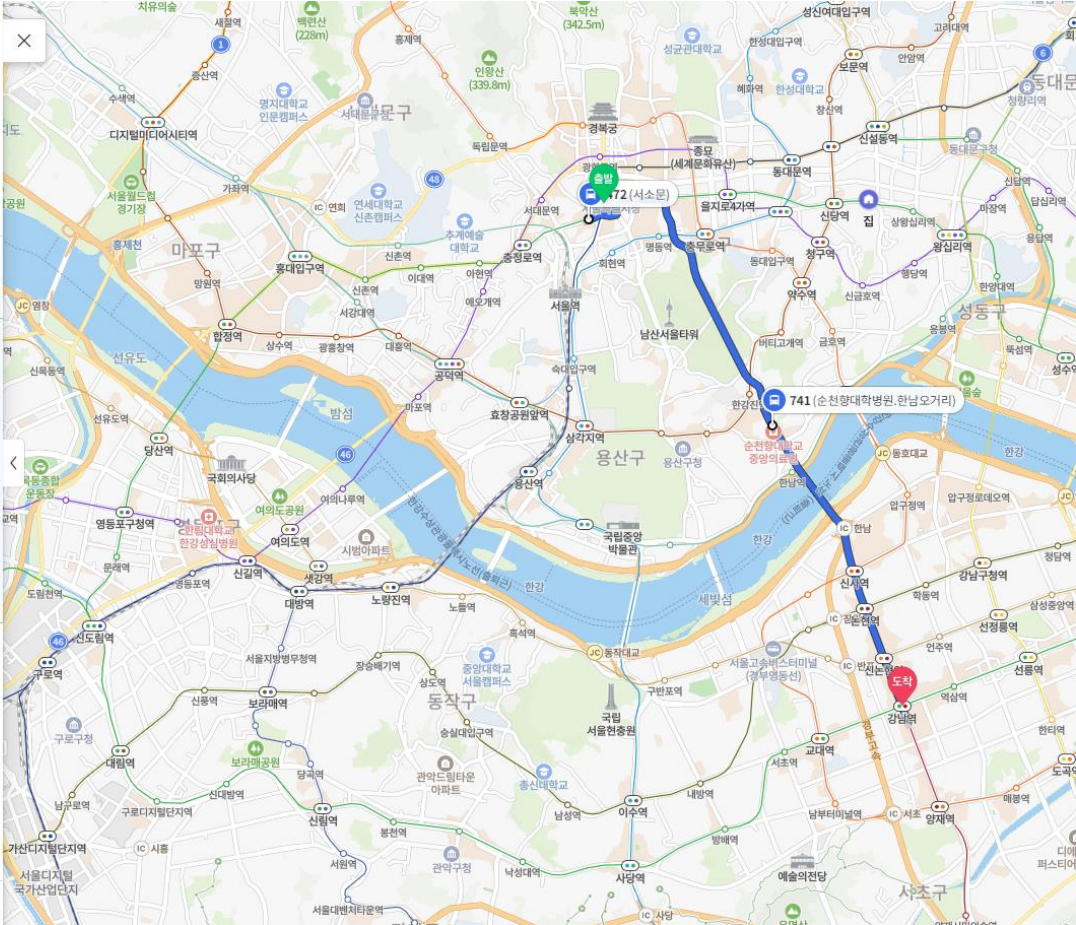 치유의숲
새절역
1
백련산
(228m)
홍제역
북악산
(342.5m)
성균관대학교
한성대입구역
성신여대입구역
고려대역
보문역
안암역
6
인왕산
(339.8m)
혜화역
한성대학교
증산역
명지대학교
인문캠퍼스
수색역
디지털미디어시티역
독립문역
경복궁
종묘
(세계문화유산)
창신역
동대문역
신설동역
청량리역
동대문구청
48
서울월드컵
경기장
가좌역
IC 연희
연세대학교
신촌캠퍼스
서대문역
출발
472 (서소문)
을지로4가역
신당역
집
상왕십리역
신답역
답십리역
마장역
용답역
왕십리역
홍제천
마포구
홍대입구역
신촌역
추계예술
대학교
충정로역
회현역
명동역
충무로역
동대입구역
청구역
행당역
한양대역
망원역
신촌역
이대역
아현역
애오개역
서울역
약수역
신금호역
성동구
JC 염창
서강대역
합정역
상수역
광흥창역
대흥역
남산서울타워
버티고개역
금호역
응봉역
뚝섬역
선유도
신목동역
공덕역
숙대입구역
밤섬
마포역
효창공원앞역
741 (순천향대학병원.한남오거리)
선유도역
삼각지역
순천향대학교
중앙의료원
당산역
국회의사당
46
용산구
용산구청
JC 동호대교
한강
여의나루역
용산역
한남역
압구정역
압구정로데오역
JC
여의도공원
영등포구청역
한림대학교
한강성심병원
여의도역
시범아파트
국립중앙
박물관
한강
IC 한남
청담역
문래역
신길역
샛강역
강남구청역
영등포역
도림천역
대방역
노량진역
한강
세빛섬
신사역
학동역
노들역
논현역
삼성중앙역
46
신도림역
흑석역
JC 동작대교
선정릉역
언주역
구로역
서울지방병무청역
장승배기역
중앙대학교
서울캠퍼스
서울고속버스터미널
(경부영동선)
신논현역
선릉역
신풍역
보라매역
상도역
동작구
구반포역
도착
역삼역
강남역
구로구청
숭실대입구역
국립
서울현충원
교대역
한티역
대림역
보라매공원
서초역
경부고속
당곡역
관악드림타운
아파트
총신대학교
도곡역
남구로역
구로디지털단지역
신대방역
신림역
내방역
매봉역
남성역
이수역
남부터미널역
IC 서초
양재역
가산디지털단지역
IC 시흥
봉천역
방배역
서원역
관악구청
낙성대역
사당역
예술의전당
서울디지털
국가산업단지
서초구
서울대벤처타운역
IC 사당